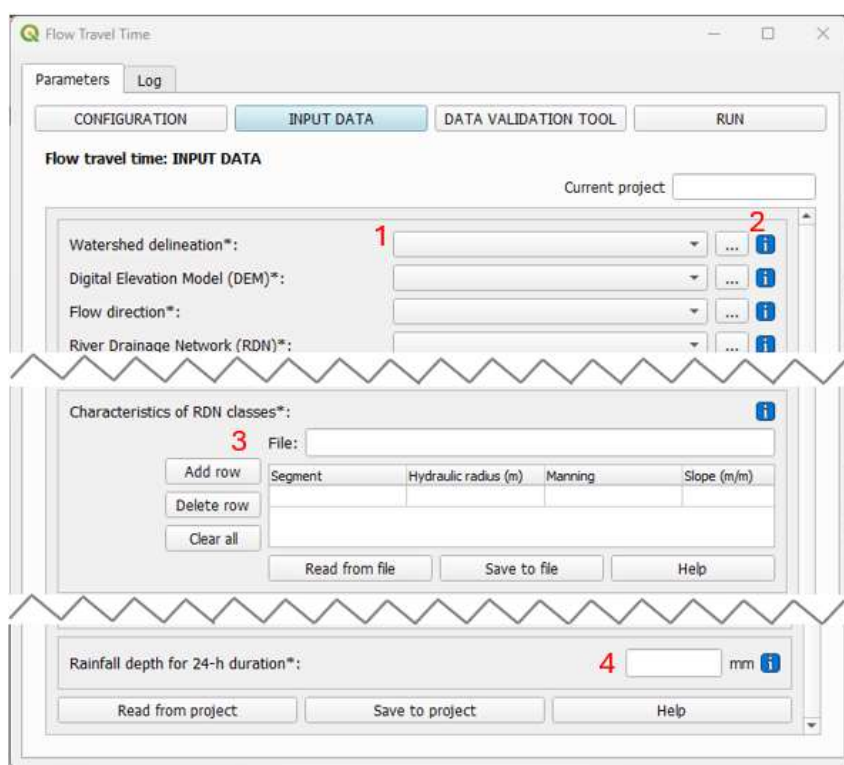 Flow Travel Time
Parameters Log
CONFIGURATION INPUT DATA DATA VALIDATION TOOL RUN
Flow travel time: INPUT DATA
Current project
2
Watershed delineation*: 1 ... i
Digital Elevation Model (DEM)*: ... i
Flow direction*: ... i
River Drainage Network (RDN)*: ... i
Characteristics of RDN classes*: i
3 File:
Add row Segment Hydraulic radius (m) Manning Slope (m/m)
Delete row
Clear all
Read from file Save to file Help
Rainfall depth for 24-h duration*: 4 mm i
Read from project Save to project Help